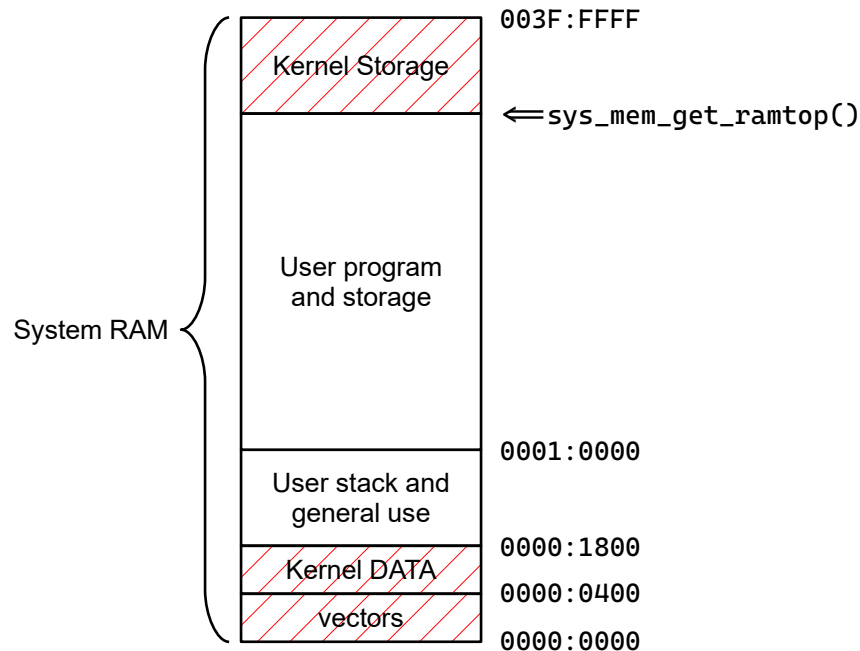 003F:FFFF
Kernel Storage
⇐sys_mem_get_ramtop()
User program
and storage
System RAM
0001:0000
User stack and
general use
0000:1800
Kernel DATA
0000:0400
vectors
0000:0000